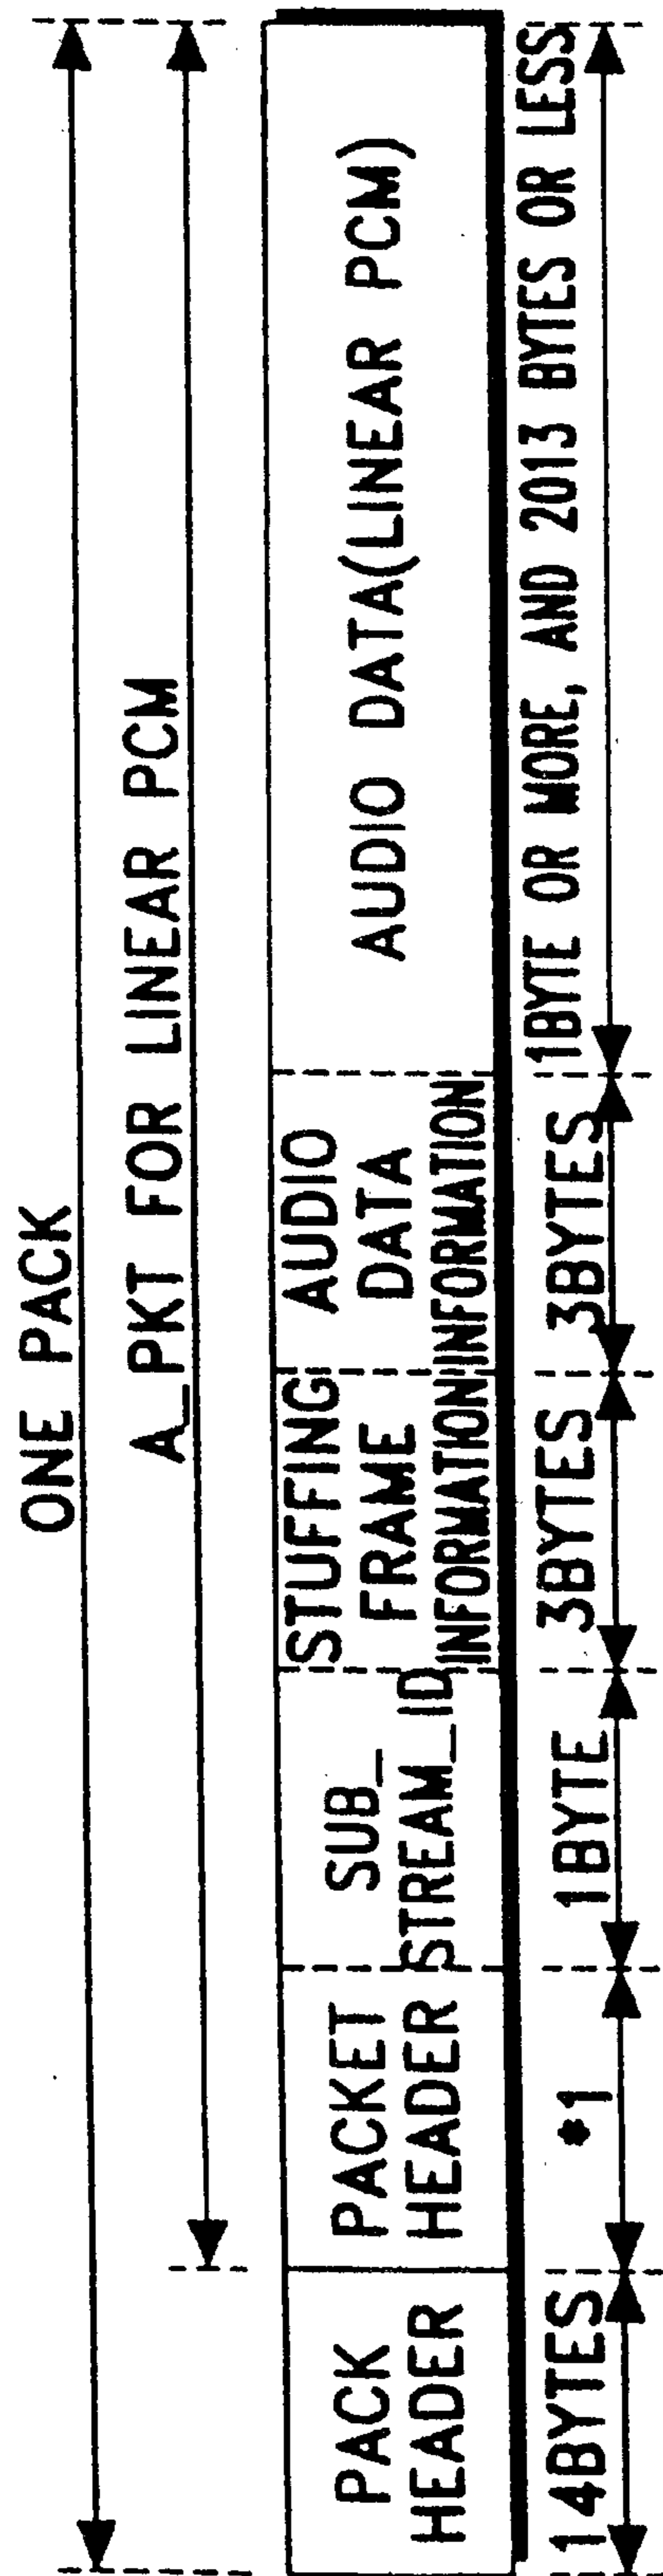 ONE PACK
A_PKT FOR LINEAR PCM
PACK
HEADER
PACKET
HEADER
SUB_
STREAM_ID
STUFFING
FRAME
INFORMATION
AUDIO
DATA
INFORMATION
AUDIO DATA(LINEAR PCM)
14BYTES
*1
1BYTE
3BYTES
3BYTES
1BYTE OR MORE, AND 2013 BYTES OR LESS